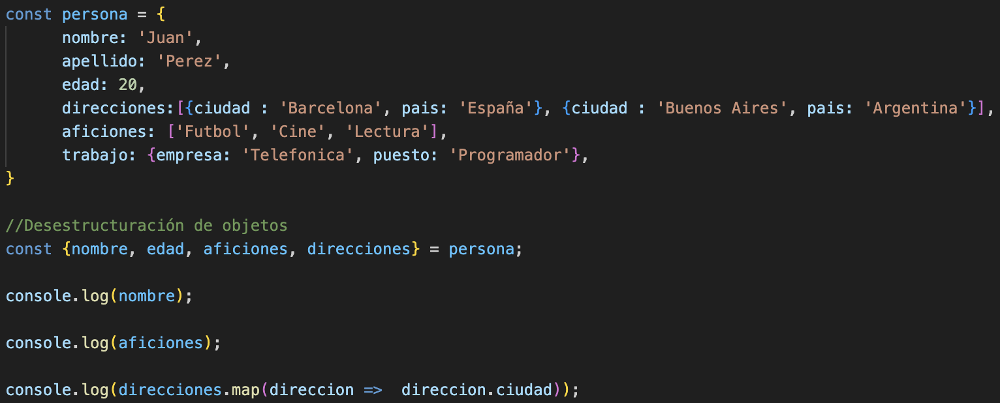 const persona = {
nombre: 'Juan',
apellido: 'Perez',
edad: 20,
direcciones:[{ciudad : 'Barcelona', pais: 'España'}, {ciudad : 'Buenos Aires', pais: 'Argentina'}],
aficiones: ['Futbol', 'Cine', 'Lectura'],
trabajo: {empresa: 'Telefonica', puesto: 'Programador'},
}
//Desestructuración de objetos
const {nombre, edad, aficiones, direcciones} = persona;
console.log(nombre);
console.log(aficiones);
console.log(direcciones.map(direccion =>  direccion.ciudad));